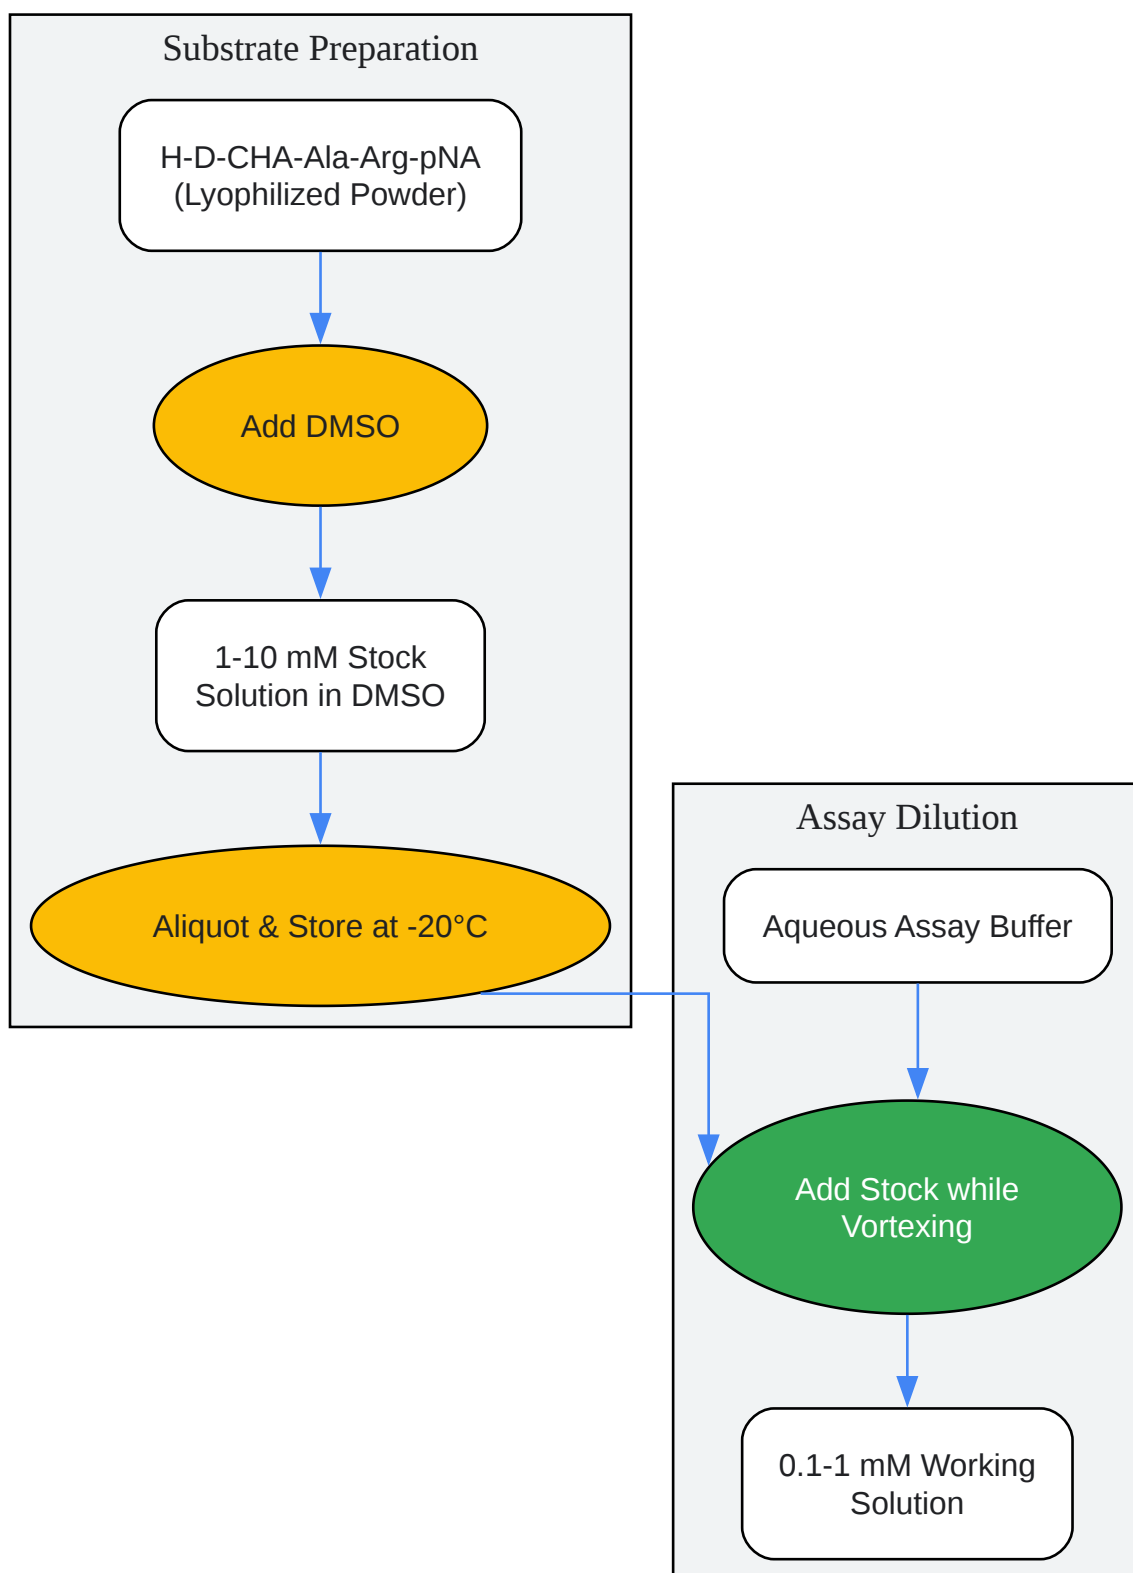 Substrate Preparation
H-D-CHA-Ala-Arg-pNA
(Lyophilized Powder)
Add DMSO
1-10 mM Stock
Solution in DMSO
Aliquot & Store at -20°C
Assay Dilution
Aqueous Assay Buffer
Add Stock while
Vortexing
0.1-1 mM Working
Solution